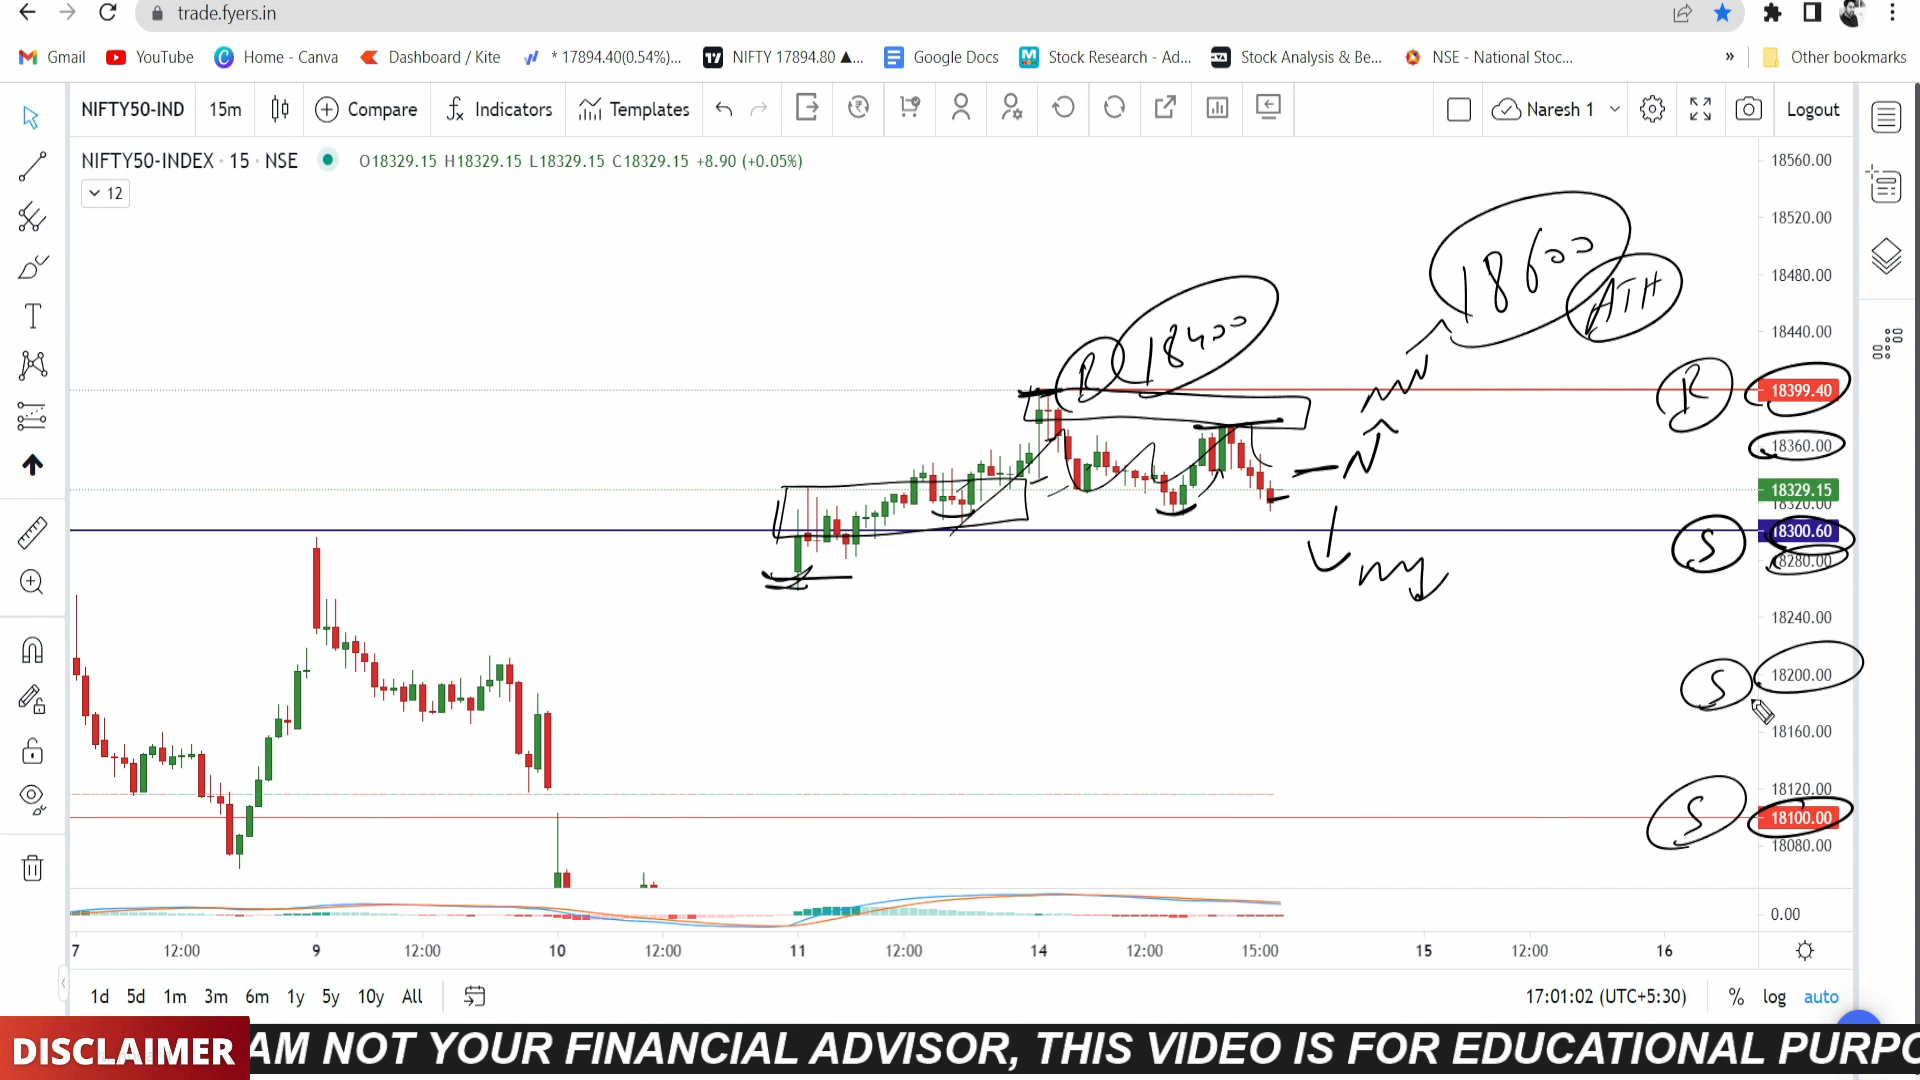 trade.fyers.in
Gmail YouTube Home - Canva Dashboard / Kite * 17894.40(0.54%)... NIFTY 17894.80 ▲... Google Docs Stock Research - Ad... Stock Analysis & Be... NSE - National Stoc... » Other bookmarks
NIFTY50-IND 15m Compare Indicators Templates Naresh 1 Logout
NIFTY50-INDEX · 15 · NSE O18329.15 H18329.15 L18329.15 C18329.15 +8.90 (+0.05%)
12
18560.00
18520.00
18600
18480.00
ATH
18440.00
18400
R
R 18399.40
18360.00
18329.15
18320.00
S 18300.60
18280.00
18240.00
S 18200.00
18160.00
18120.00
S 18100.00
18080.00
0.00
7 12:00 9 12:00 10 12:00 11 12:00 14 12:00 15:00 15 12:00 16
1d 5d 1m 3m 6m 1y 5y 10y All 17:01:02 (UTC+5:30) % log auto
DISCLAIMER AM NOT YOUR FINANCIAL ADVISOR, THIS VIDEO IS FOR EDUCATIONAL PURPO